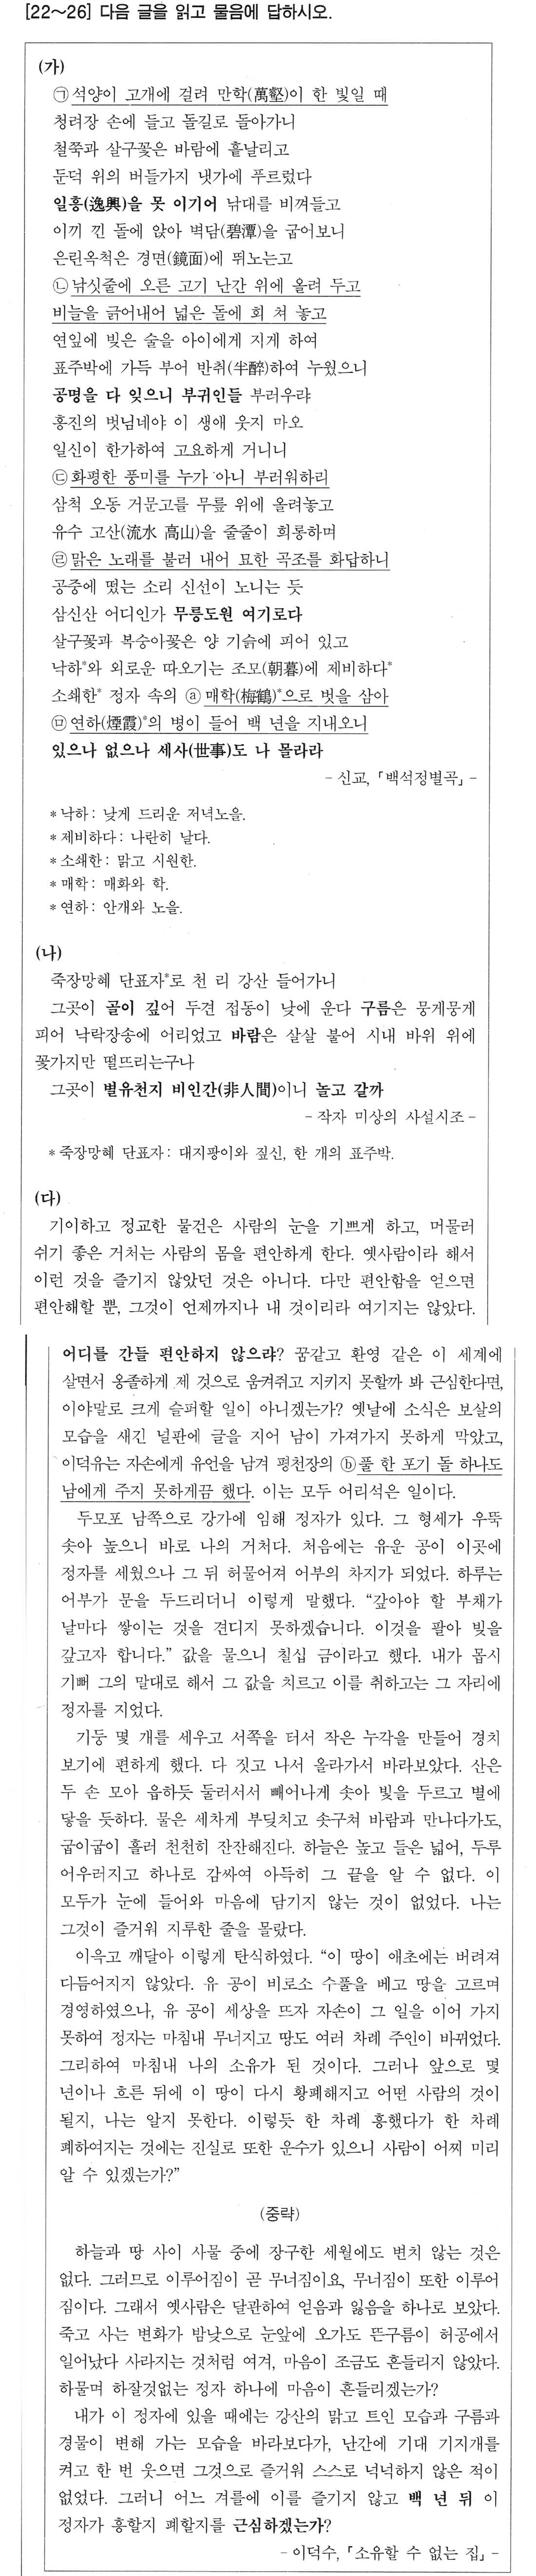 [22～26] 다음 글을 읽고 물음에 답하시오.
(가)
㉠ 석양이 고개에 걸려 만학(萬壑)이 한 빛일 때
청려장 손에 들고 돌길로 돌아가니
철쭉과 살구꽃은 바람에 흩날리고
둔덕 위의 버들가지 냇가에 푸르렀다
일흥(逸興)을 못 이기어 낚대를 비껴들고
이끼 낀 돌에 앉아 벽담(碧潭)을 굽어보니
은린옥척은 경면(鏡面)에 뛰노는고
㉡ 낚싯줄에 오른 고기 난간 위에 올려 두고
비늘을 긁어내어 넓은 돌에 회 쳐 놓고
연잎에 빚은 술을 아이에게 지게 하여
표주박에 가득 부어 반취(半醉)하여 누웠으니
공명을 다 잊으니 부귀인들 부러우랴
홍진의 벗님네야 이 생애 웃지 마오
일신이 한가하여 고요하게 거니니
㉢ 화평한 풍미를 누가 아니 부러워하리
삼척 오동 거문고를 무릎 위에 올려놓고
유수 고산(流水 高山)을 줄줄이 희롱하며
㉣ 맑은 노래를 불러 내어 묘한 곡조를 화답하니
공중에 떴는 소리 신선이 노니는 듯
삼신산 어디인가 무릉도원 여기로다
살구꽃과 복숭아꽃은 양 기슭에 피어 있고
낙하*와 외로운 따오기는 조모(朝暮)에 제비하다*
소쇄한* 정자 속의 ⓐ 매학(梅鶴)*으로 벗을 삼아
㉤ 연하(煙霞)*의 병이 들어 백 년을 지내오니
있으나 없으나 세사(世事)도 나 몰라라
- 신교, 「백석정별곡」 -
* 낙하: 낮게 드리운 저녁노을.
* 제비하다: 나란히 날다.
* 소쇄한: 맑고 시원한.
* 매학: 매화와 학.
* 연하: 안개와 노을.
(나)
죽장망혜 단표자*로 천 리 강산 들어가니
그곳이 골이 깊어 두견 접동이 낮에 운다 구름은 뭉게뭉게
피어 낙락장송에 어리었고 바람은 살살 불어 시내 바위 위에
꽃가지만 떨뜨리는구나
그곳이 별유천지 비인간(非人間)이니 놀고 갈까
- 작자 미상의 사설시조 -
* 죽장망혜 단표자: 대지팡이와 짚신, 한 개의 표주박.
(다)
기이하고 정교한 물건은 사람의 눈을 기쁘게 하고, 머물러
쉬기 좋은 거처는 사람의 몸을 편안하게 한다. 옛사람이라 해서
이런 것을 즐기지 않았던 것은 아니다. 다만 편안함을 얻으면
편안해할 뿐, 그것이 언제까지나 내 것이리라 여기지는 않았다.
어디를 간들 편안하지 않으랴? 꿈같고 환영 같은 이 세계에
살면서 옹졸하게 제 것으로 움켜쥐고 지키지 못할까 봐 근심한다면,
이야말로 크게 슬퍼할 일이 아니겠는가? 옛날에 소식은 보살의
모습을 새긴 널판에 글을 지어 남이 가져가지 못하게 막았고,
이덕유는 자손에게 유언을 남겨 평천장의 ⓑ 풀 한 포기 돌 하나도
남에게 주지 못하게끔 했다. 이는 모두 어리석은 일이다.
두모포 남쪽으로 강가에 임해 정자가 있다. 그 형세가 우뚝
솟아 높으니 바로 나의 거처다. 처음에는 유운 공이 이곳에
정자를 세웠으나 그 뒤 허물어져 어부의 차지가 되었다. 하루는
어부가 문을 두드리더니 이렇게 말했다. “갚아야 할 부채가
날마다 쌓이는 것을 견디지 못하겠습니다. 이것을 팔아 빚을
갚고자 합니다.” 값을 물으니 칠십 금이라고 했다. 내가 몹시
기뻐 그의 말대로 해서 그 값을 치르고 이를 취하고는 그 자리에
정자를 지었다.
기둥 몇 개를 세우고 서쪽을 터서 작은 누각을 만들어 경치
보기에 편하게 했다. 다 짓고 나서 올라가서 바라보았다. 산은
두 손 모아 읍하듯 둘러서서 빼어나게 솟아 빛을 두르고 별에
닿을 듯하다. 물은 세차게 부딪치고 솟구쳐 바람과 만나다가도,
굽이굽이 흘러 천천히 잔잔해진다. 하늘은 높고 들은 넓어, 두루
어우러지고 하나로 감싸여 아득히 그 끝을 알 수 없다. 이
모두가 눈에 들어와 마음에 담기지 않는 것이 없었다. 나는
그것이 즐거워 지루한 줄을 몰랐다.
이윽고 깨달아 이렇게 탄식하였다. “이 땅이 애초에는 버려져
다듬어지지 않았다. 유 공이 비로소 수풀을 베고 땅을 고르며
경영하였으나, 유 공이 세상을 뜨자 자손이 그 일을 이어 가지
못하여 정자는 마침내 무너지고 땅도 여러 차례 주인이 바뀌었다.
그리하여 마침내 나의 소유가 된 것이다. 그러나 앞으로 몇
년이나 흐른 뒤에 이 땅이 다시 황폐해지고 어떤 사람의 것이
될지, 나는 알지 못한다. 이렇듯 한 차례 흥했다가 한 차례
폐하여지는 것에는 진실로 또한 운수가 있으니 사람이 어찌 미리
알 수 있겠는가?”
(중략)
하늘과 땅 사이 사물 중에 장구한 세월에도 변치 않는 것은
없다. 그러므로 이루어짐이 곧 무너짐이요, 무너짐이 또한 이루어
짐이다. 그래서 옛사람은 달관하여 얻음과 잃음을 하나로 보았다.
죽고 사는 변화가 밤낮으로 눈앞에 오가도 뜬구름이 허공에서
일어났다 사라지는 것처럼 여겨, 마음이 조금도 흔들리지 않았다.
하물며 하잘것없는 정자 하나에 마음이 흔들리겠는가?
내가 이 정자에 있을 때에는 강산의 맑고 트인 모습과 구름과
경물이 변해 가는 모습을 바라보다가, 난간에 기대 기지개를
켜고 한 번 웃으면 그것으로 즐거워 스스로 넉넉하지 않은 적이
없었다. 그러니 어느 겨를에 이를 즐기지 않고 백 년 뒤 이
정자가 흥할지 폐할지를 근심하겠는가?
- 이덕수, 「소유할 수 없는 집」 -